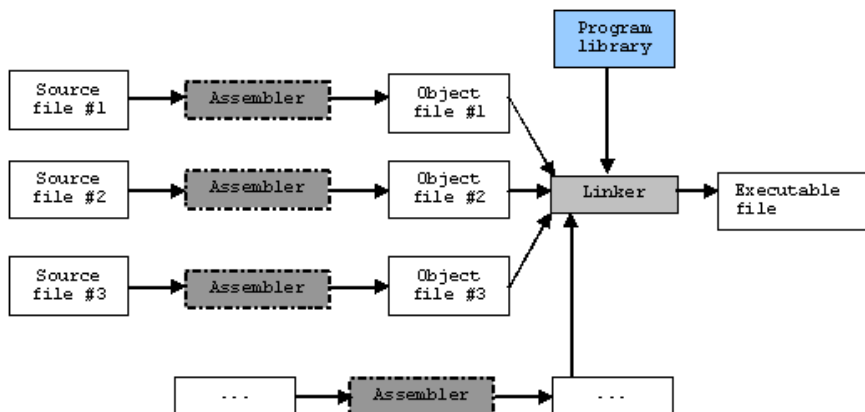 Program
library
Source
file #1
Assembler
Object
file #1
Source
file #2
Assembler
Object
file #2
Linker
Executable
file
Source
file #3
Assembler
Object
file #3
...
Assembler
...